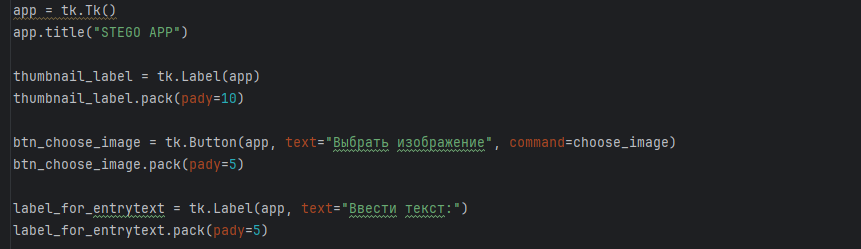 app = tk.Tk()
app.title("STEGO APP")
thumbnail_label = tk.Label(app)
thumbnail_label.pack(pady=10)
btn_choose_image = tk.Button(app, text="Выбрать изображение", command=choose_image)
btn_choose_image.pack(pady=5)
label_for_entrytext = tk.Label(app, text="Ввести текст:")
label_for_entrytext.pack(pady=5)